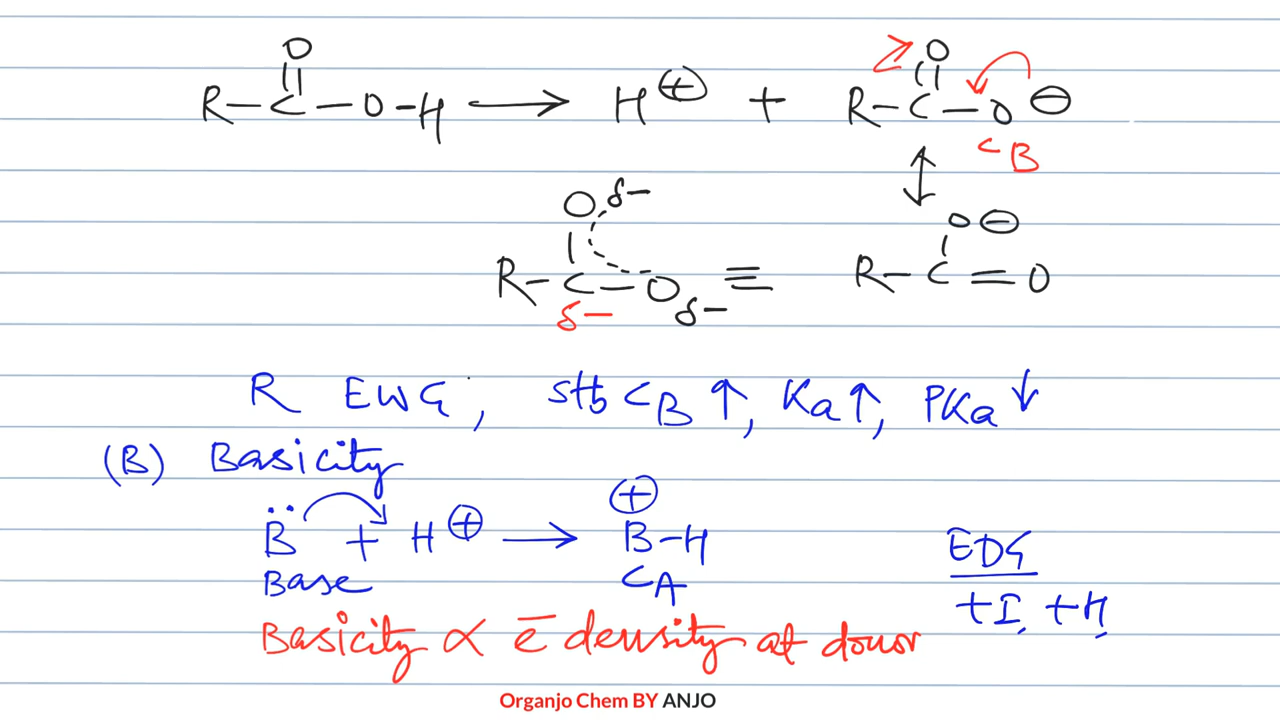 O O
R-C-O-H → H⊕ + R-C-O⊖
CB
Oδ- O⊖
R-C-O ≡ R-C=O
δ- δ-
R EWG, stb CB ↑, Ka↑, PKa↓
(B) Basicity
B̈ + H⊕ → ⊕B-H EDG
Base CA +I, +H,
Basicity ∝ e̅ density at donor
Organjo Chem BY ANJO